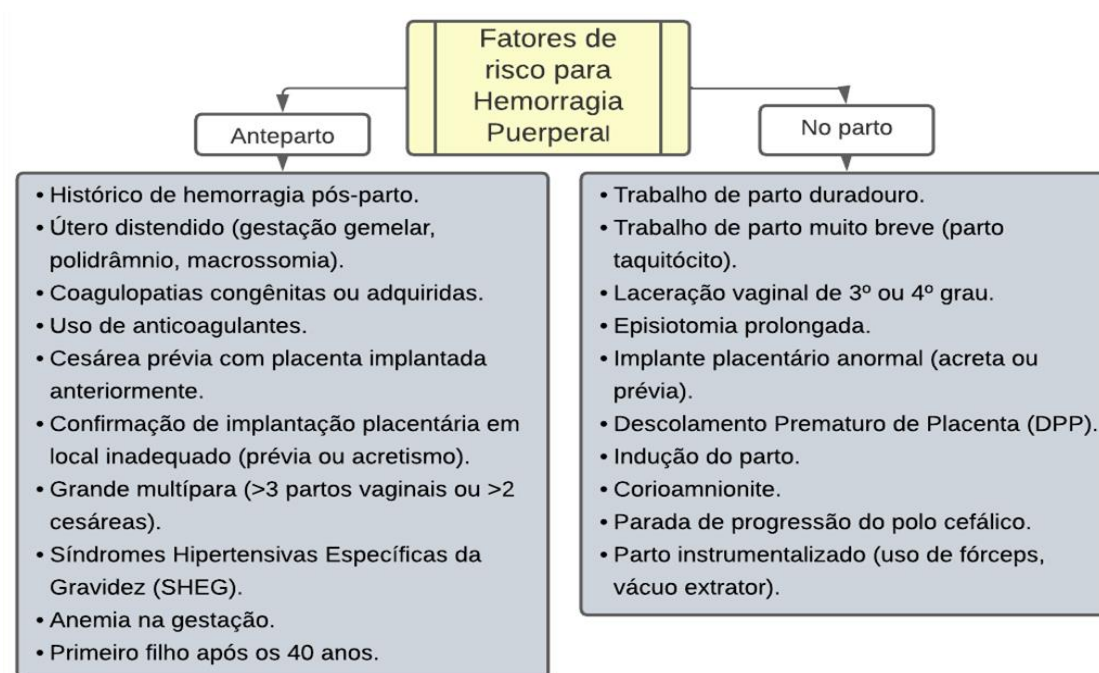 Fatores de
risco para
Hemorragia
Puerperal
Anteparto
• Histórico de hemorragia pós-parto.
• Útero distendido (gestação gemelar,
polidrâmnio, macrossomia).
• Coagulopatias congênitas ou adquiridas.
• Uso de anticoagulantes.
• Cesárea prévia com placenta implantada
anteriormente.
• Confirmação de implantação placentária em
local inadequado (prévia ou acretismo).
• Grande multípara (>3 partos vaginais ou >2
cesáreas).
• Síndromes Hipertensivas Específicas da
Gravidez (SHEG).
• Anemia na gestação.
• Primeiro filho após os 40 anos.
No parto
• Trabalho de parto duradouro.
• Trabalho de parto muito breve (parto
taquitócito).
• Laceração vaginal de 3º ou 4º grau.
• Episiotomia prolongada.
• Implante placentário anormal (acreta ou
prévia).
• Descolamento Prematuro de Placenta (DPP).
• Indução do parto.
• Corioamnionite.
• Parada de progressão do polo cefálico.
• Parto instrumentalizado (uso de fórceps,
vácuo extrator).